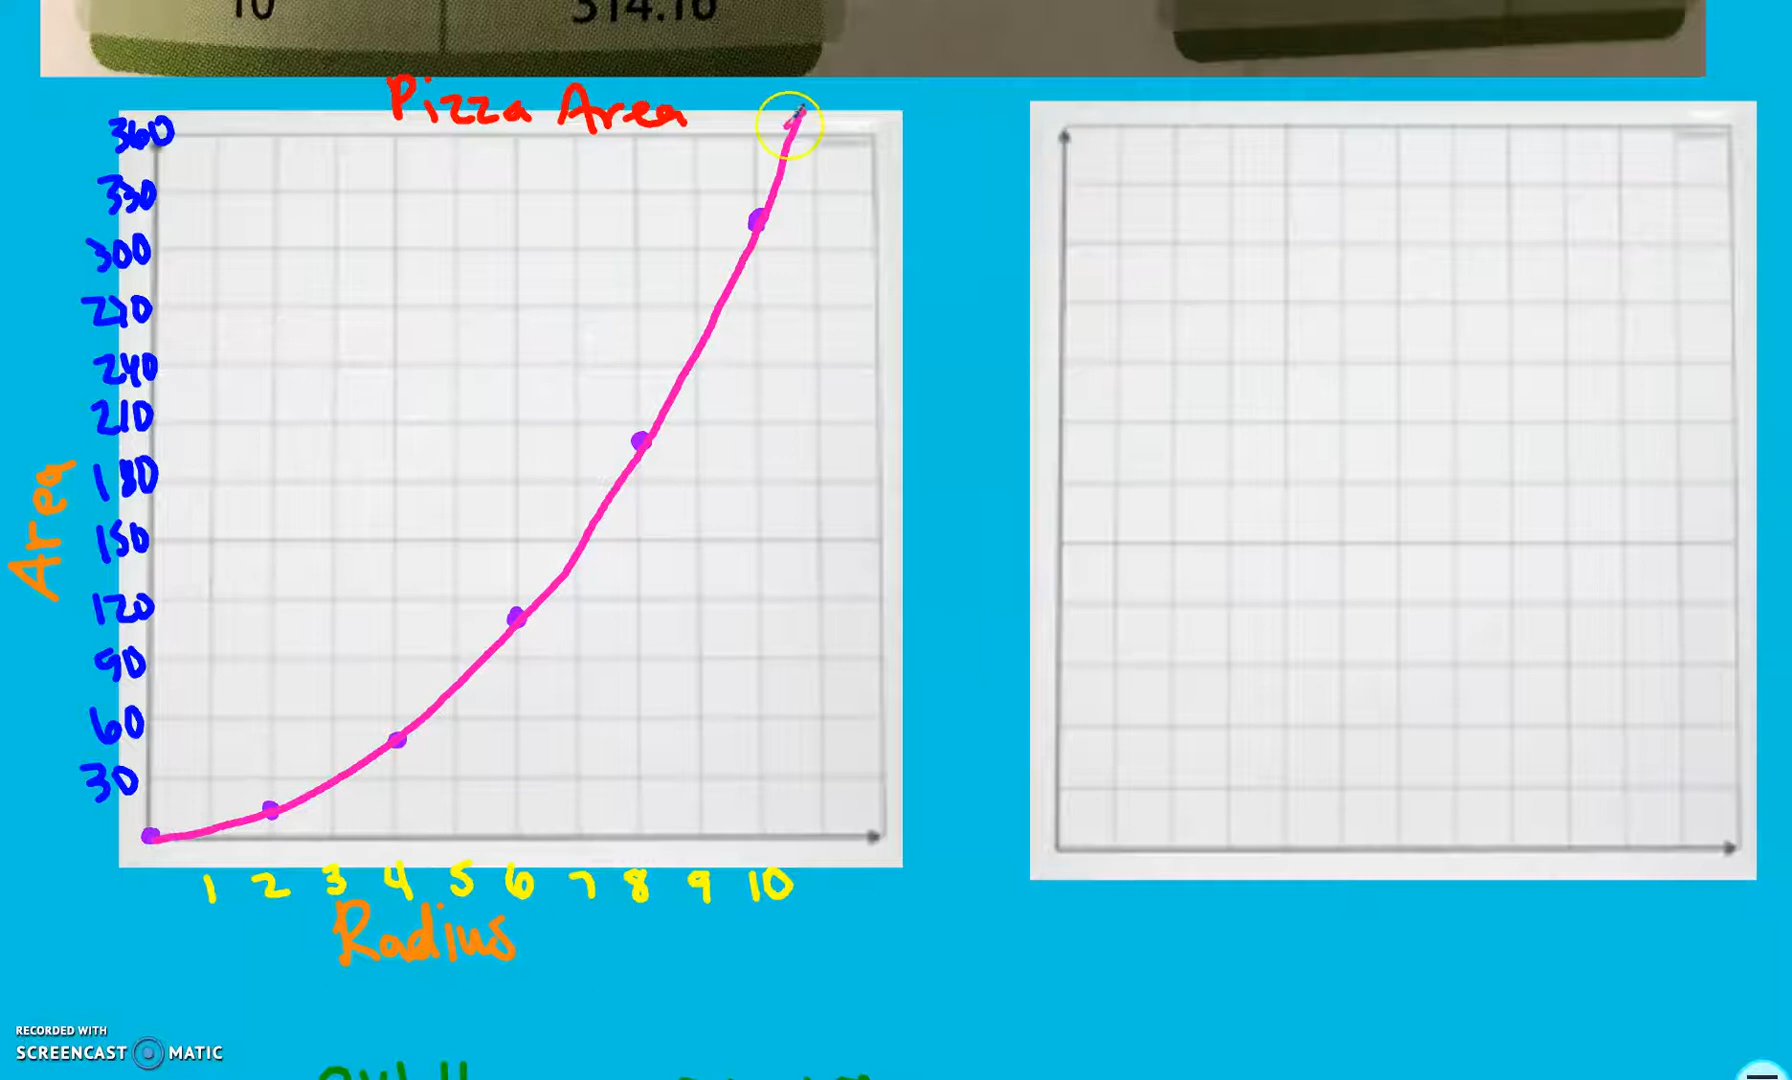 10 314.16
Pizza Area
360
330
300
270
240
210
180
150
120
90
60
30
Area
1 2 3 4 5 6 7 8 9 10
Radius
RECORDED WITH
SCREENCAST MATIC